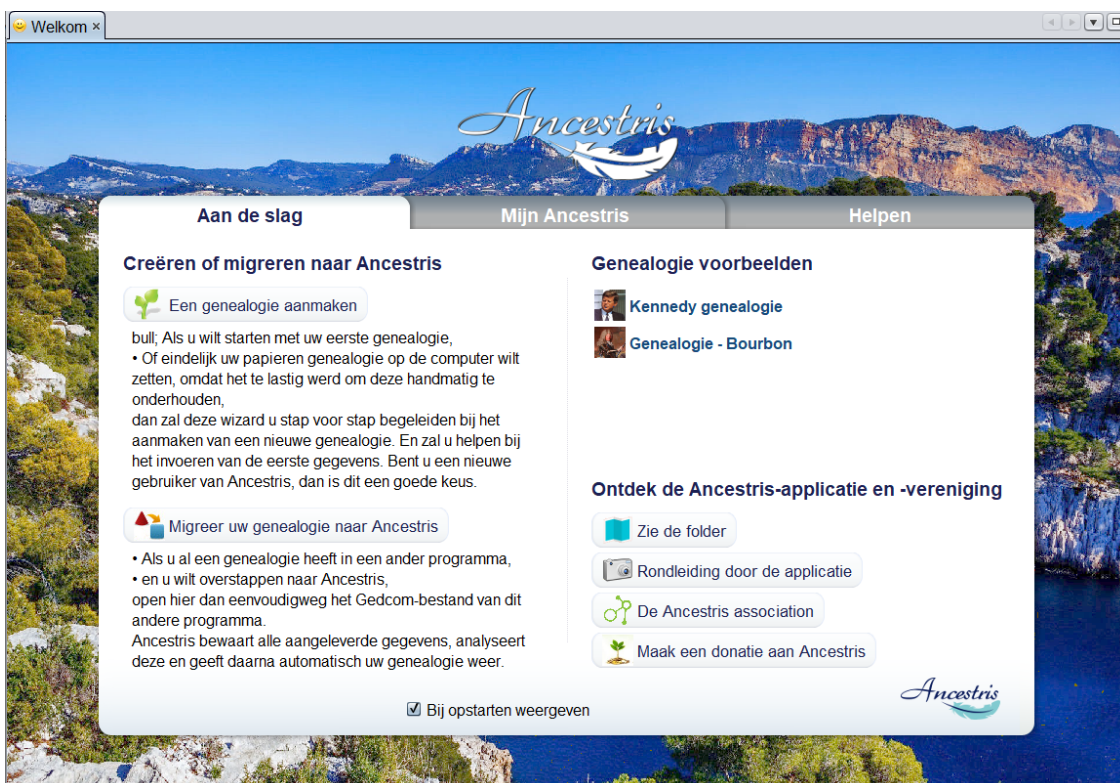 Welkom
Ancestris
Aan de slag
Mijn Ancestris
Helpen
Creëren of migreren naar Ancestris
Een genealogie aanmaken
bull; Als u wilt starten met uw eerste genealogie,
• Of eindelijk uw papieren genealogie op de computer wilt
zetten, omdat het te lastig werd om deze handmatig te
onderhouden,
dan zal deze wizard u stap voor stap begeleiden bij het
aanmaken van een nieuwe genealogie. En zal u helpen bij
het invoeren van de eerste gegevens. Bent u een nieuwe
gebruiker van Ancestris, dan is dit een goede keus.
Migreer uw genealogie naar Ancestris
• Als u al een genealogie heeft in een ander programma,
• en u wilt overstappen naar Ancestris,
open hier dan eenvoudigweg het Gedcom-bestand van dit
andere programma.
Ancestris bewaart alle aangeleverde gegevens, analyseert
deze en geeft daarna automatisch uw genealogie weer.
Genealogie voorbeelden
Kennedy genealogie
Genealogie - Bourbon
Ontdek de Ancestris-applicatie en -vereniging
Zie de folder
Rondleiding door de applicatie
De Ancestris association
Maak een donatie aan Ancestris
Ancestris
Bij opstarten weergeven